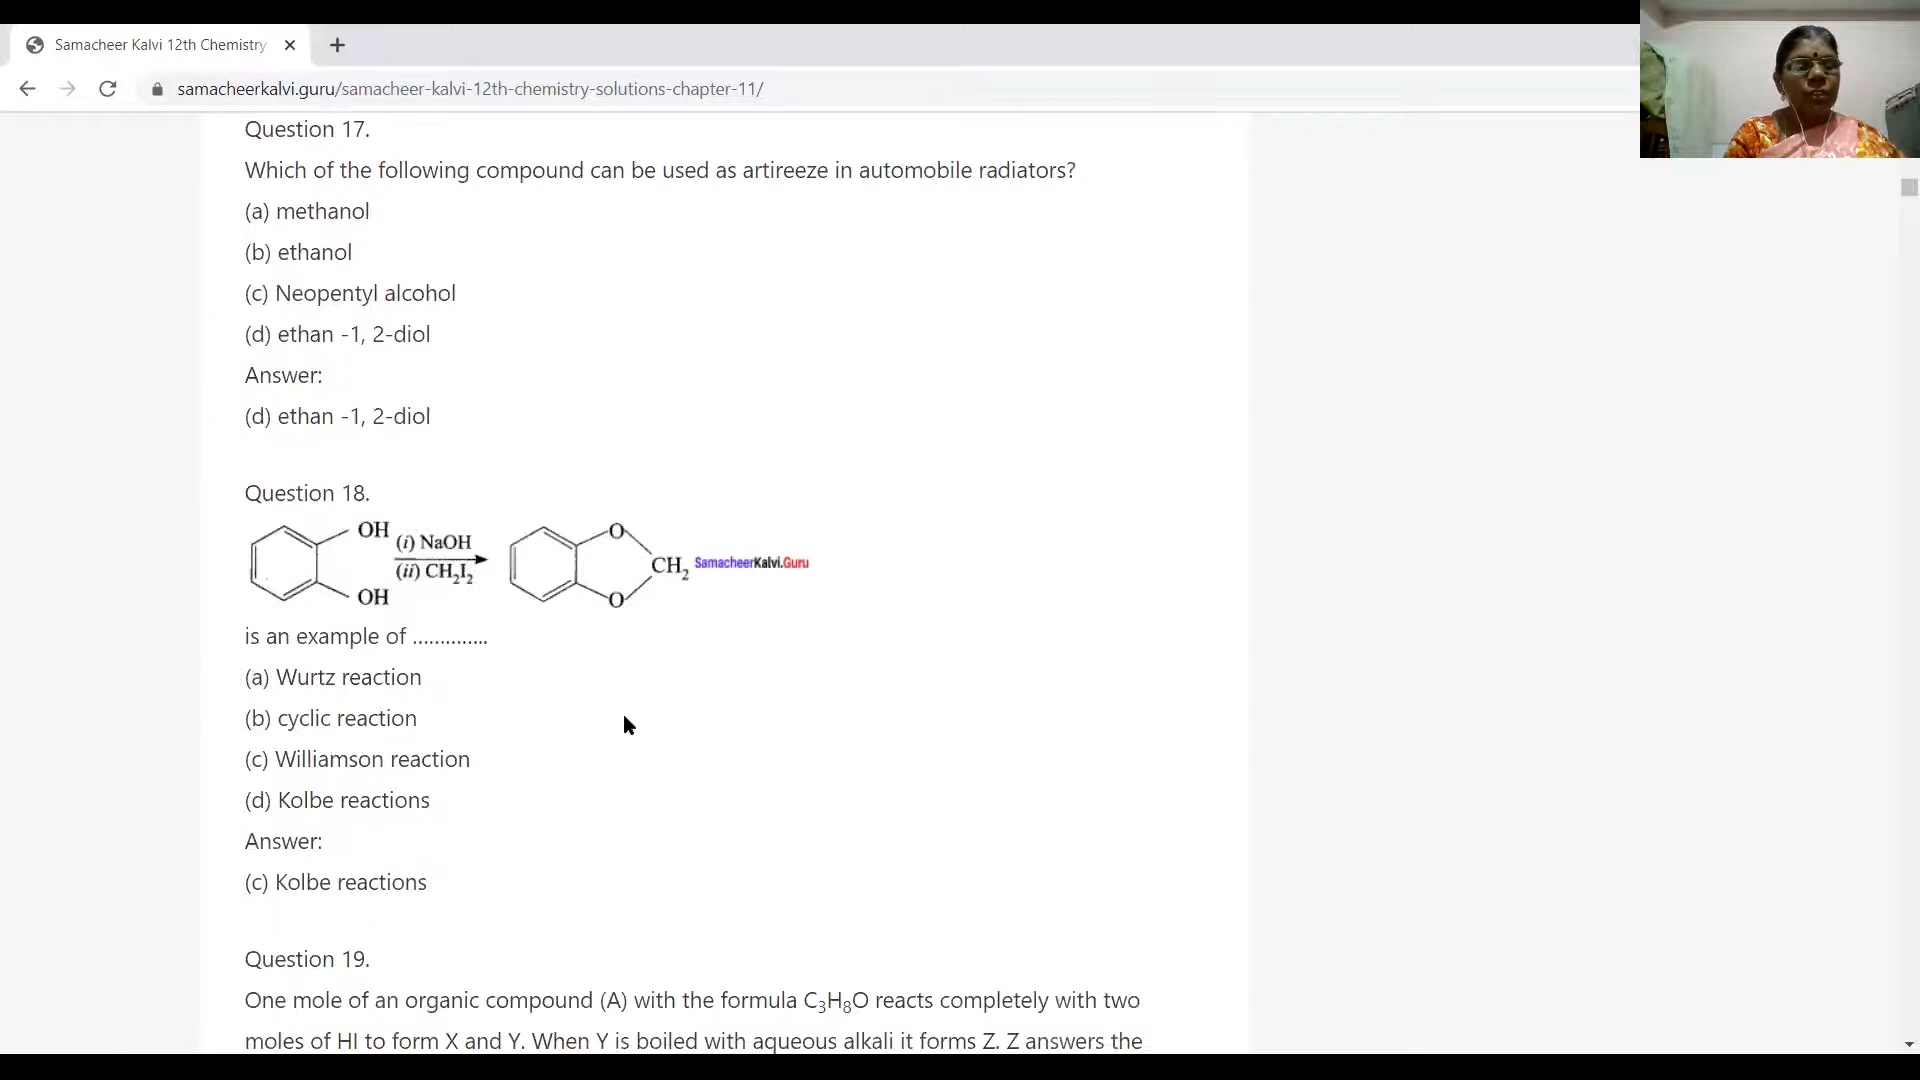 Samacheer Kalvi 12th Chemistry
samacheerkalvi.guru/samacheer-kalvi-12th-chemistry-solutions-chapter-11/
Question 17.
Which of the following compound can be used as artireeze in automobile radiators?
(a) methanol
(b) ethanol
(c) Neopentyl alcohol
(d) ethan -1, 2-diol
Answer:
(d) ethan -1, 2-diol
Question 18.
OH (i) NaOH O
(ii) CH₂I₂ CH₂ SamacheerKalvi.Guru
OH O
is an example of ..............
(a) Wurtz reaction
(b) cyclic reaction
(c) Williamson reaction
(d) Kolbe reactions
Answer:
(c) Kolbe reactions
Question 19.
One mole of an organic compound (A) with the formula C₃H₈O reacts completely with two
moles of HI to form X and Y. When Y is boiled with aqueous alkali it forms Z. Z answers the